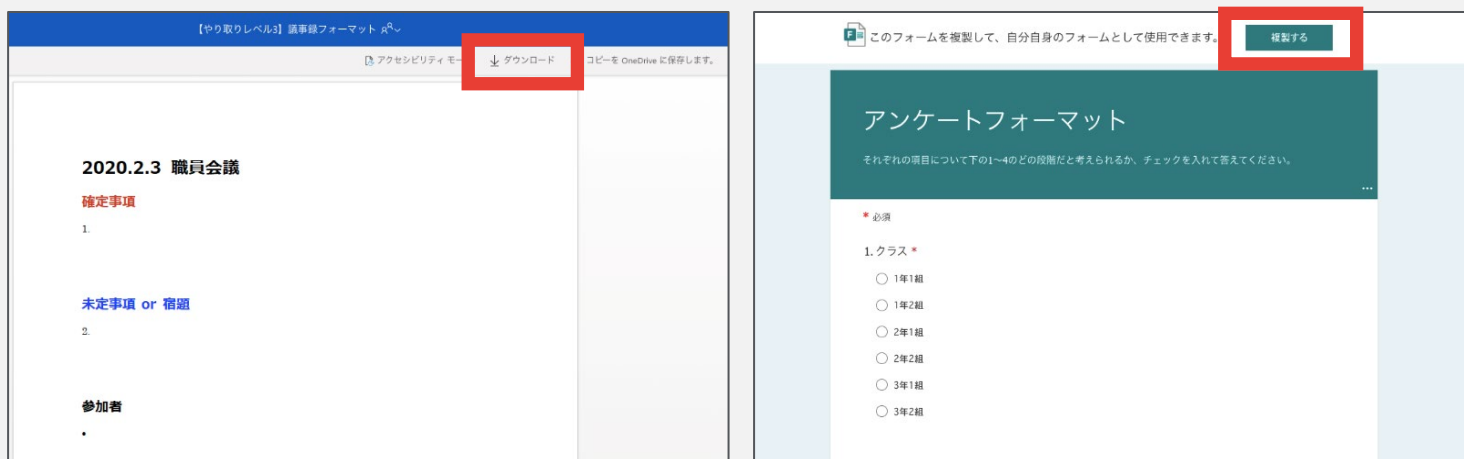 【やり取りレベル3】議事録フォーマット
アクセシビリティ モー
ダウンロード
コピーを OneDrive に保存します。
2020.2.3 職員会議
確定事項
1.
未定事項 or 宿題
2.
参加者
•
このフォームを複製して、自分自身のフォームとして使用できます。
複製する
アンケートフォーマット
それぞれの項目について下の1~4のどの段階だと考えられるか、チェックを入れて答えてください。
...
* 必須
1. クラス *
1年1組
1年2組
2年1組
2年2組
3年1組
3年2組